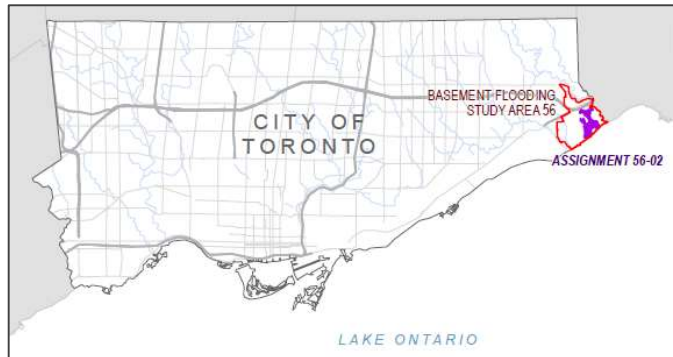 BASEMENT FLOODING
STUDY AREA 56
CITY OF
TORONTO
ASSIGNMENT 56-02
LAKE ONTARIO